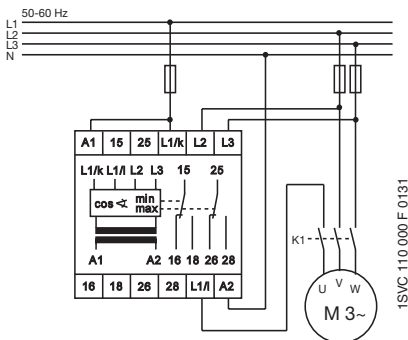 50-60 Hz
L1
L2
L3
N
A1 15 25 L1/k L2 L3
L1/k L1/l L2 L3 15 25
cos ∢ min
max
A1 A2 16 18 26 28
16 18 26 28 L1/l A2
K1
U V W
M 3~
1SVC 110 000 F 0131